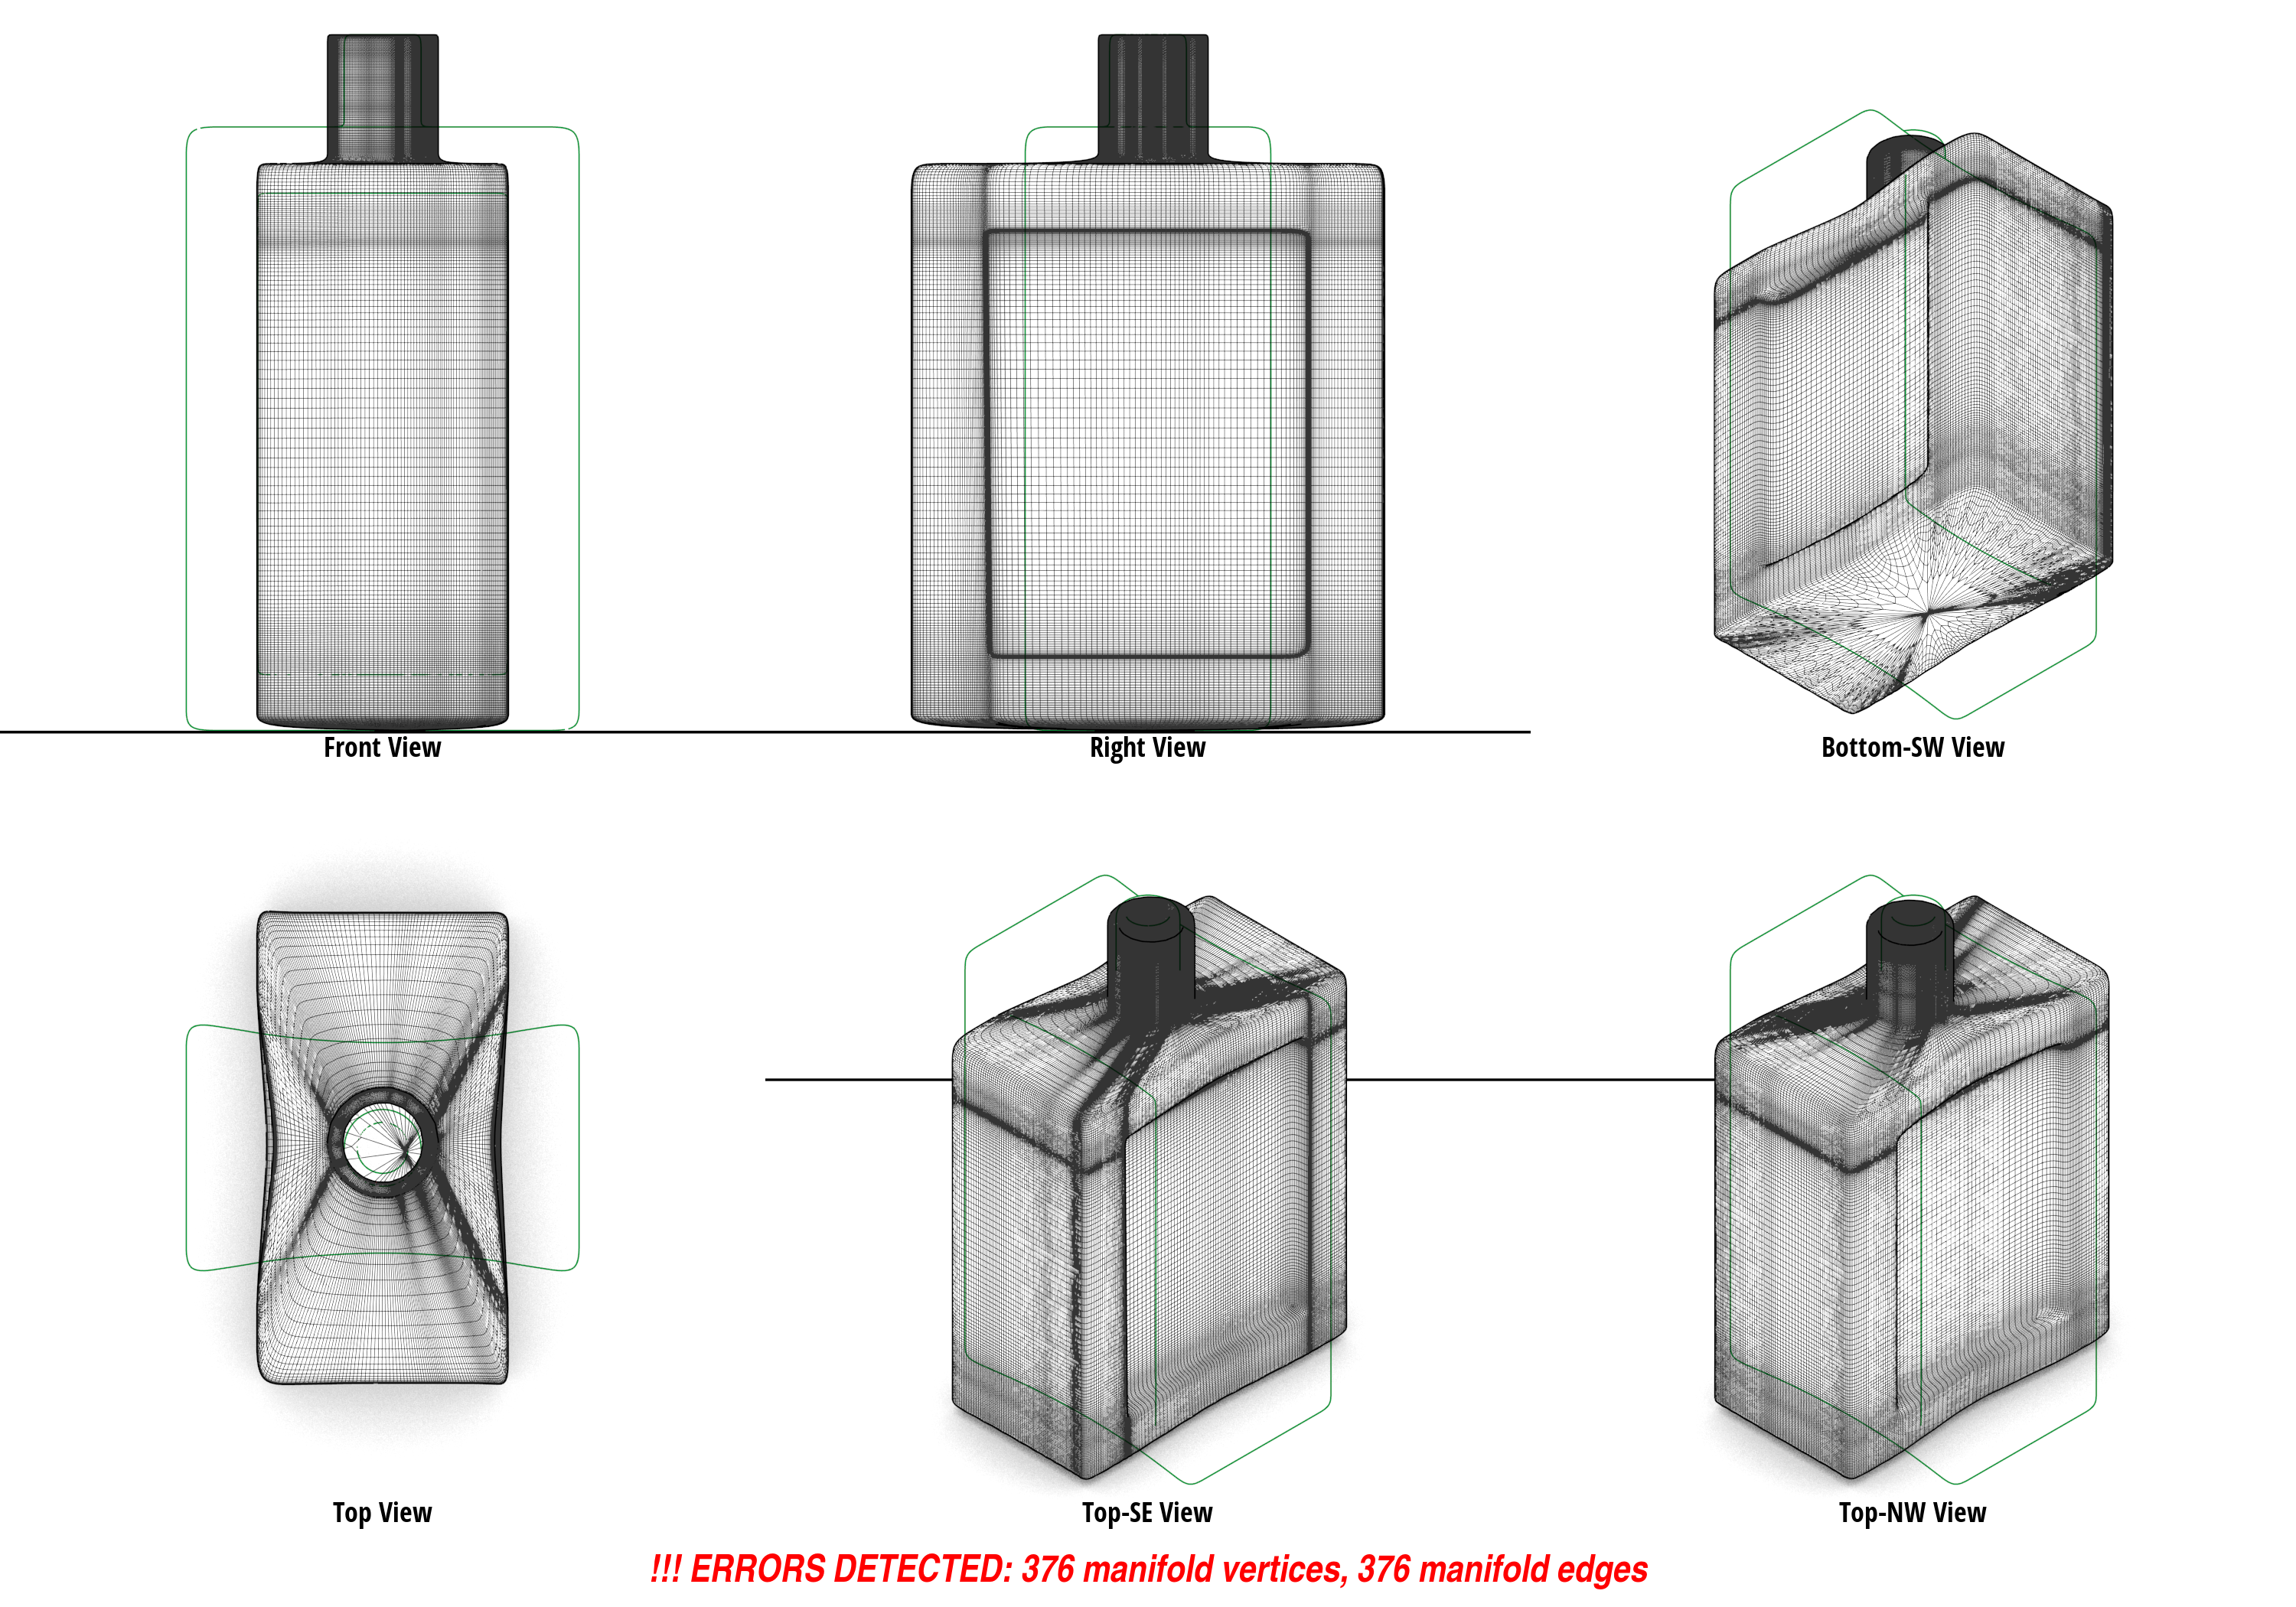 Front View
Right View
Bottom-SW View
Top View
Top-SE View
Top-NW View
!!! ERRORS DETECTED: 376 manifold vertices, 376 manifold edges